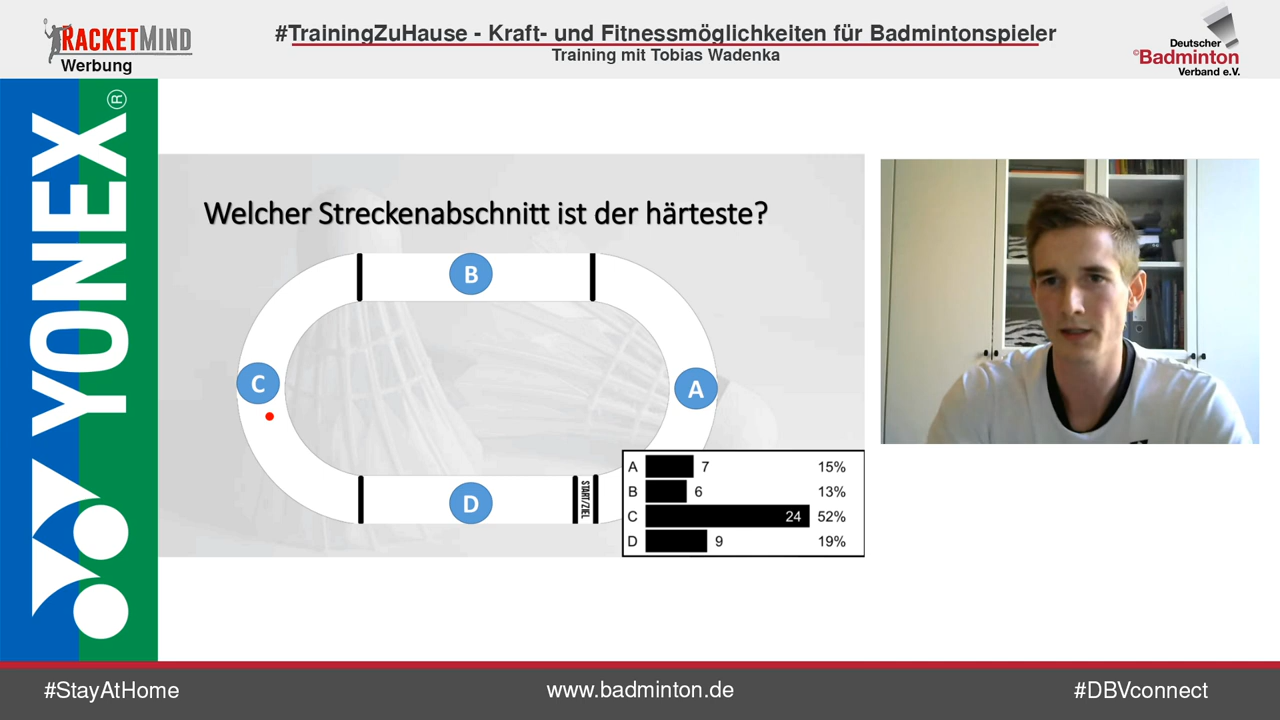 RACKETMIND
Werbung
#TrainingZuHause - Kraft- und Fitnessmöglichkeiten für Badmintonspieler
Training mit Tobias Wadenka
Deutscher
©Badminton
Verband e.V.
YONEX®
Welcher Streckenabschnitt ist der härteste?
B
C
A
D
START/ZIEL
A 7 15%
B 6 13%
C 24 52%
D 9 19%
#StayAtHome
www.badminton.de
#DBVconnect